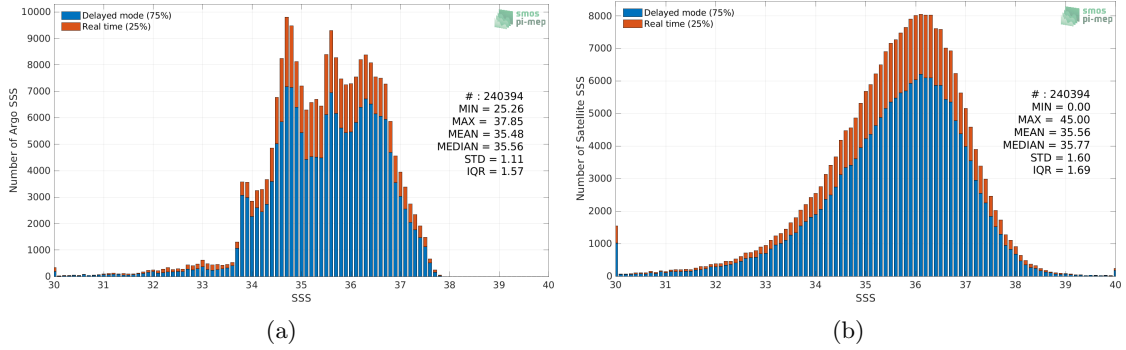 Delayed mode (75%)
Real time (25%)
smos
pi-mep
Number of Argo SSS
10000
9000
8000
7000
6000
5000
4000
3000
2000
1000
0
# : 240394
MIN = 25.26
MAX = 37.85
MEAN = 35.48
MEDIAN = 35.56
STD = 1.11
IQR = 1.57
30 31 32 33 34 35 36 37 38 39 40
SSS
(a)
Delayed mode (75%)
Real time (25%)
smos
pi-mep
Number of Satellite SSS
8000
7000
6000
5000
4000
3000
2000
1000
0
# : 240394
MIN = 0.00
MAX = 45.00
MEAN = 35.56
MEDIAN = 35.77
STD = 1.60
IQR = 1.69
30 31 32 33 34 35 36 37 38 39 40
SSS
(b)